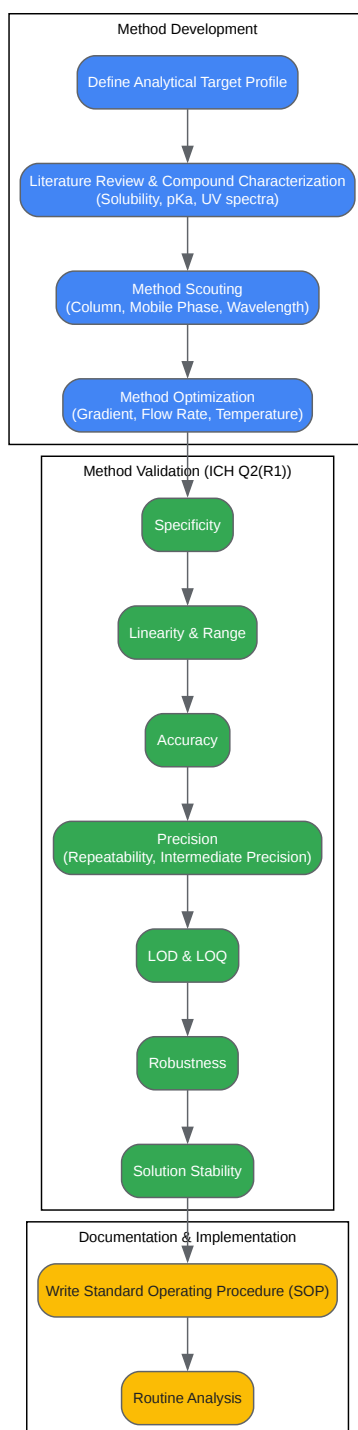 Method Development
Define Analytical Target Profile
Literature Review & Compound Characterization
(Solubility, pKa, UV spectra)
Method Scouting
(Column, Mobile Phase, Wavelength)
Method Optimization
(Gradient, Flow Rate, Temperature)
Method Validation (ICH Q2(R1))
Specificity
Linearity & Range
Accuracy
Precision
(Repeatability, Intermediate Precision)
LOD & LOQ
Robustness
Solution Stability
Documentation & Implementation
Write Standard Operating Procedure (SOP)
Routine Analysis